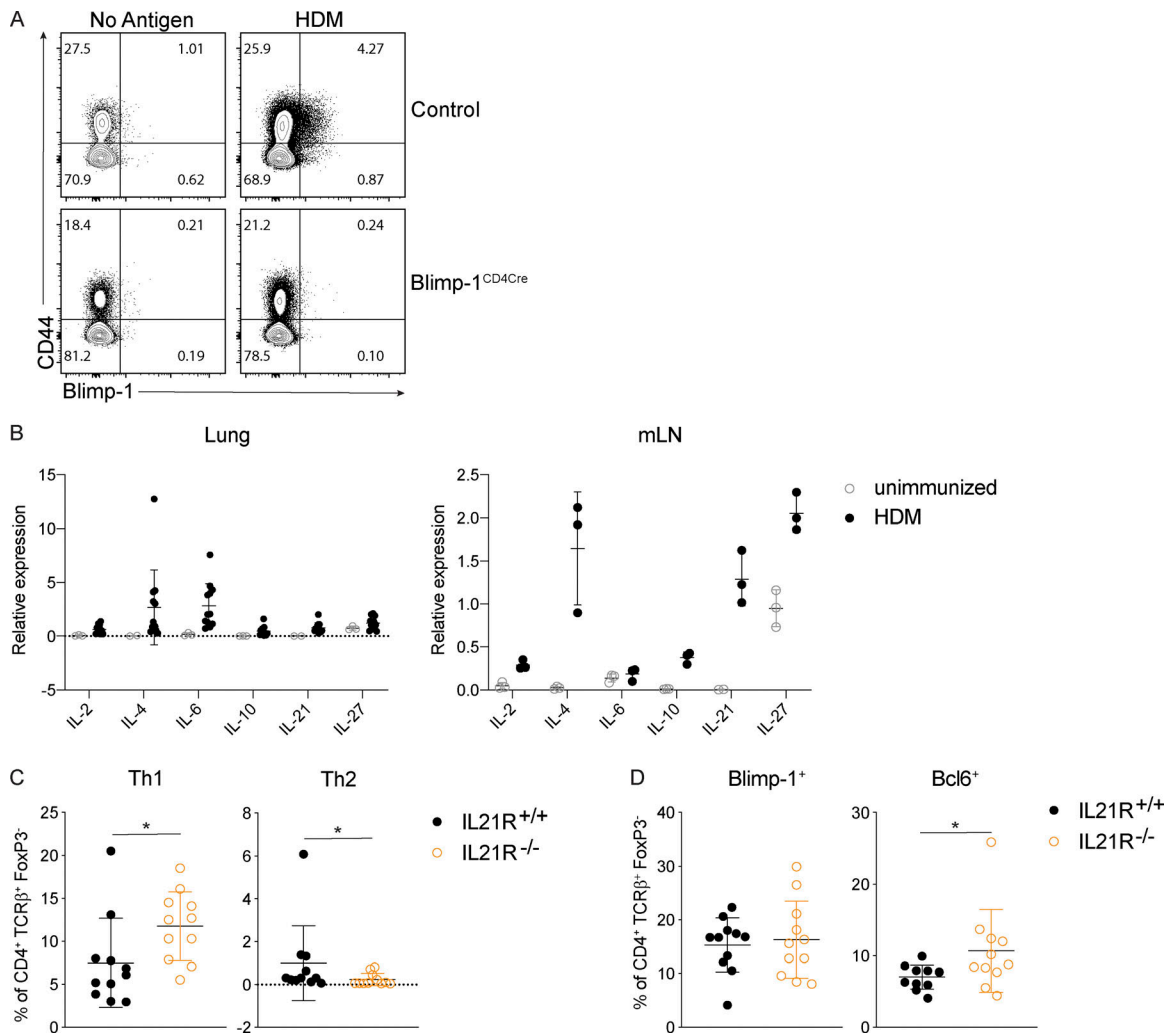 A
No Antigen
HDM
27.5
1.01
25.9
4.27
Control
70.9
0.62
68.9
0.87
18.4
0.21
21.2
0.24
Blimp-1CD4Cre
81.2
0.19
78.5
0.10
CD44
Blimp-1
B
Lung
mLN
Relative expression
15
10
5
0
-5
IL-2
IL-4
IL-6
IL-10
IL-21
IL-27
Relative expression
2.5
2.0
1.5
1.0
0.5
0.0
IL-2
IL-4
IL-6
IL-10
IL-21
IL-27
unimmunized
HDM
C
Th1
Th2
% of CD4+ TCRβ+ FoxP3-
25
20
15
10
5
0
*
8
6
4
2
0
-2
*
IL21R+/+
IL21R-/-
D
Blimp-1+
Bcl6+
% of CD4+ TCRβ+ FoxP3-
40
30
20
10
0
30
20
10
0
*
IL21R+/+
IL21R-/-